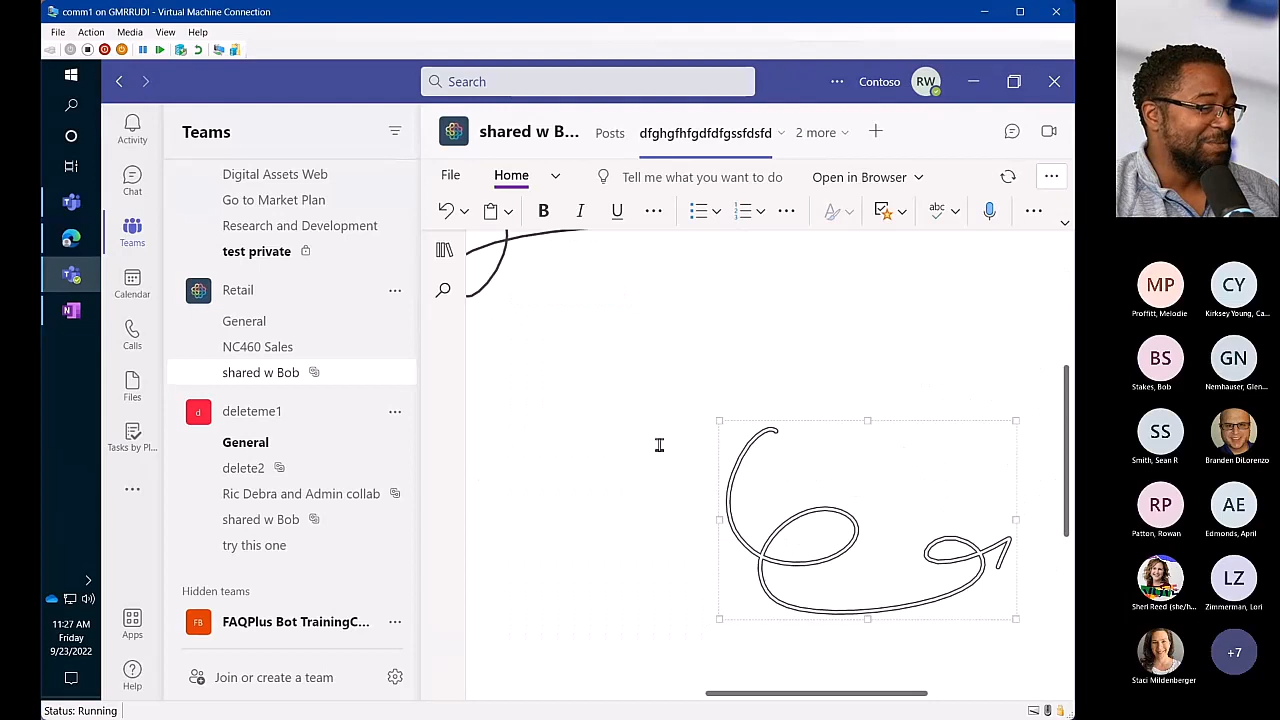 comm1 on GMRRUDI - Virtual Machine Connection
File Action Media View Help
Search
Contoso RW
Activity
Chat
Teams
Calendar
Calls
Files
Tasks by Pl...
Apps
Help
11:27 AM
Friday
9/23/2022
Teams
Digital Assets Web
Go to Market Plan
Research and Development
test private
Retail
General
NC460 Sales
shared w Bob
d deleteme1
General
delete2
Ric Debra and Admin collab
shared w Bob
try this one
Hidden teams
FB FAQPlus Bot TrainingC...
Join or create a team
shared w B... Posts dfghgfhfgdfdfgssfdsfd 2 more
File Home Tell me what you want to do Open in Browser
B I U abc
Status: Running
MP CY
Proffitt, Melodie Kirksey Young, Ca...
BS GN
Stakes, Bob Nemhauser, Glen...
SS
Smith, Sean R Branden DiLorenzo
RP AE
Patton, Rowan Edmonds, April
LZ
Sheri Reed (she/h... Zimmerman, Lori
+7
Staci Mildenberger